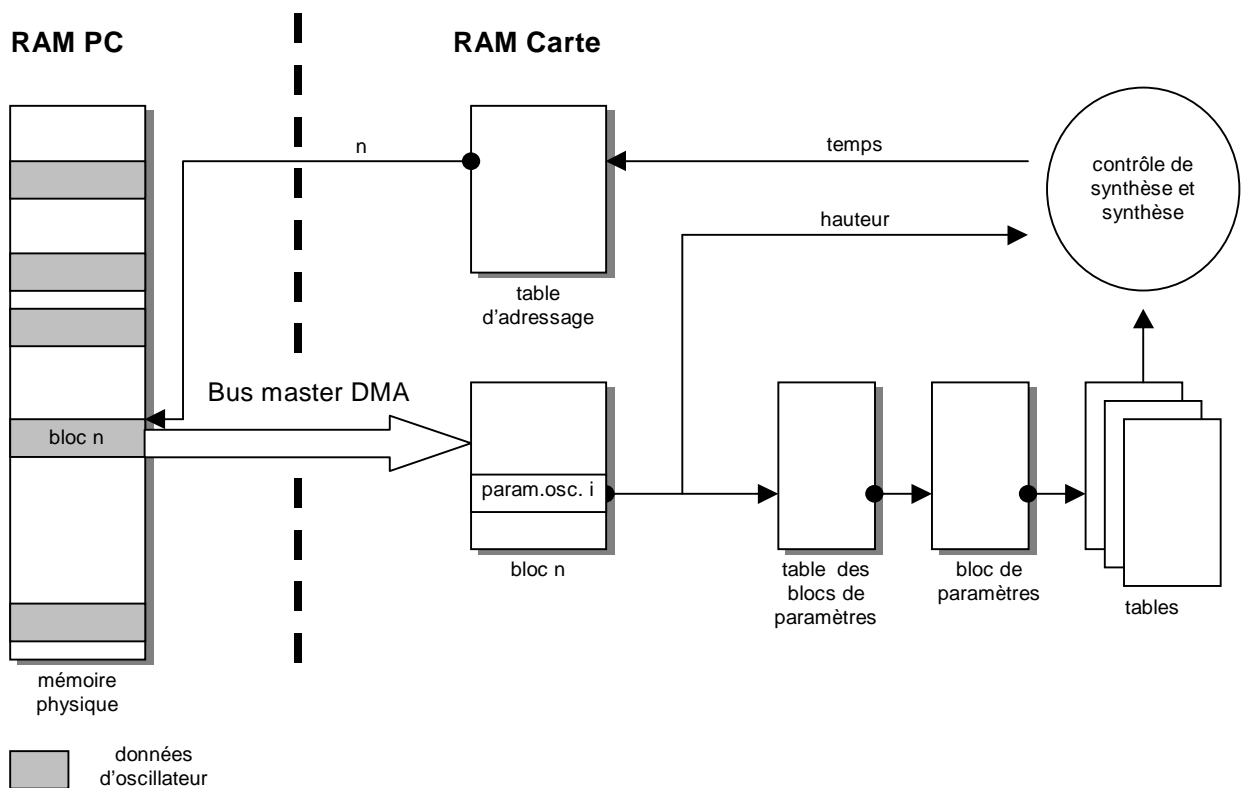 RAM PC
RAM Carte
n
temps
contrôle de
synthèse et
synthèse
hauteur
table
d'adressage
Bus master DMA
bloc n
param.osc. i
bloc n
table des
blocs de
paramètres
bloc de
paramètres
tables
mémoire
physique
données
d'oscillateur